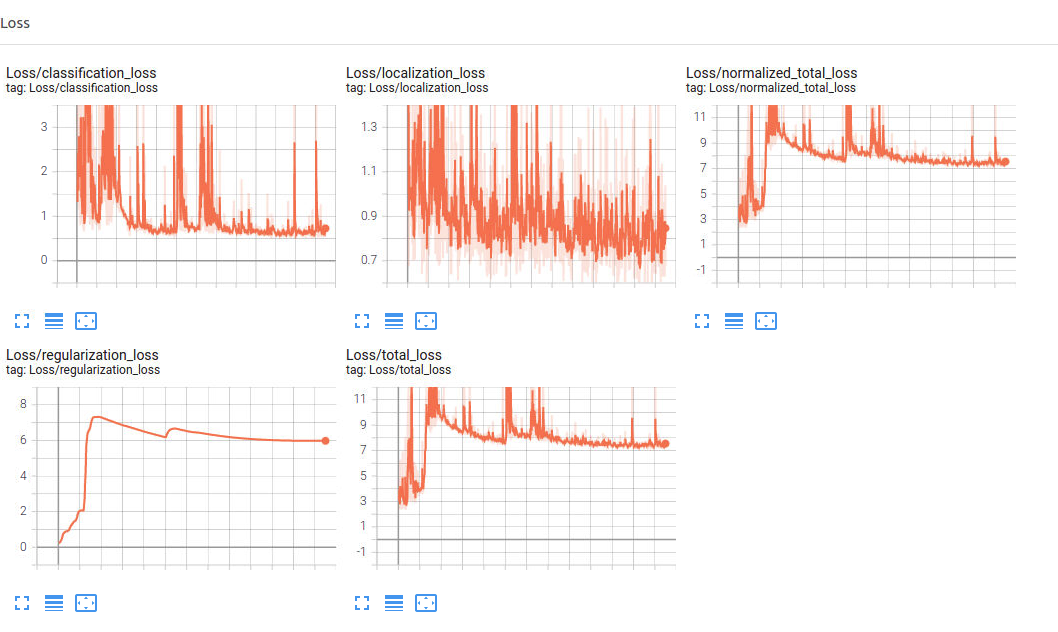 Loss
Loss/classification_loss
tag: Loss/classification_loss
3
2
1
0
Loss/localization_loss
tag: Loss/localization_loss
1.3
1.1
0.9
0.7
Loss/normalized_total_loss
tag: Loss/normalized_total_loss
11
9
7
5
3
1
-1
Loss/regularization_loss
tag: Loss/regularization_loss
8
6
4
2
0
Loss/total_loss
tag: Loss/total_loss
11
9
7
5
3
1
-1